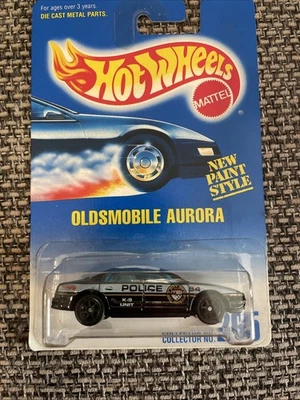 For ages over 3 years.
DIE CAST METAL PARTS.
HOT WHEELS
MATTEL
NEW
PAINT
STYLE
OLDSMOBILE AURORA
POLICE 24
K-9
UNIT
COLLECTOR NO.